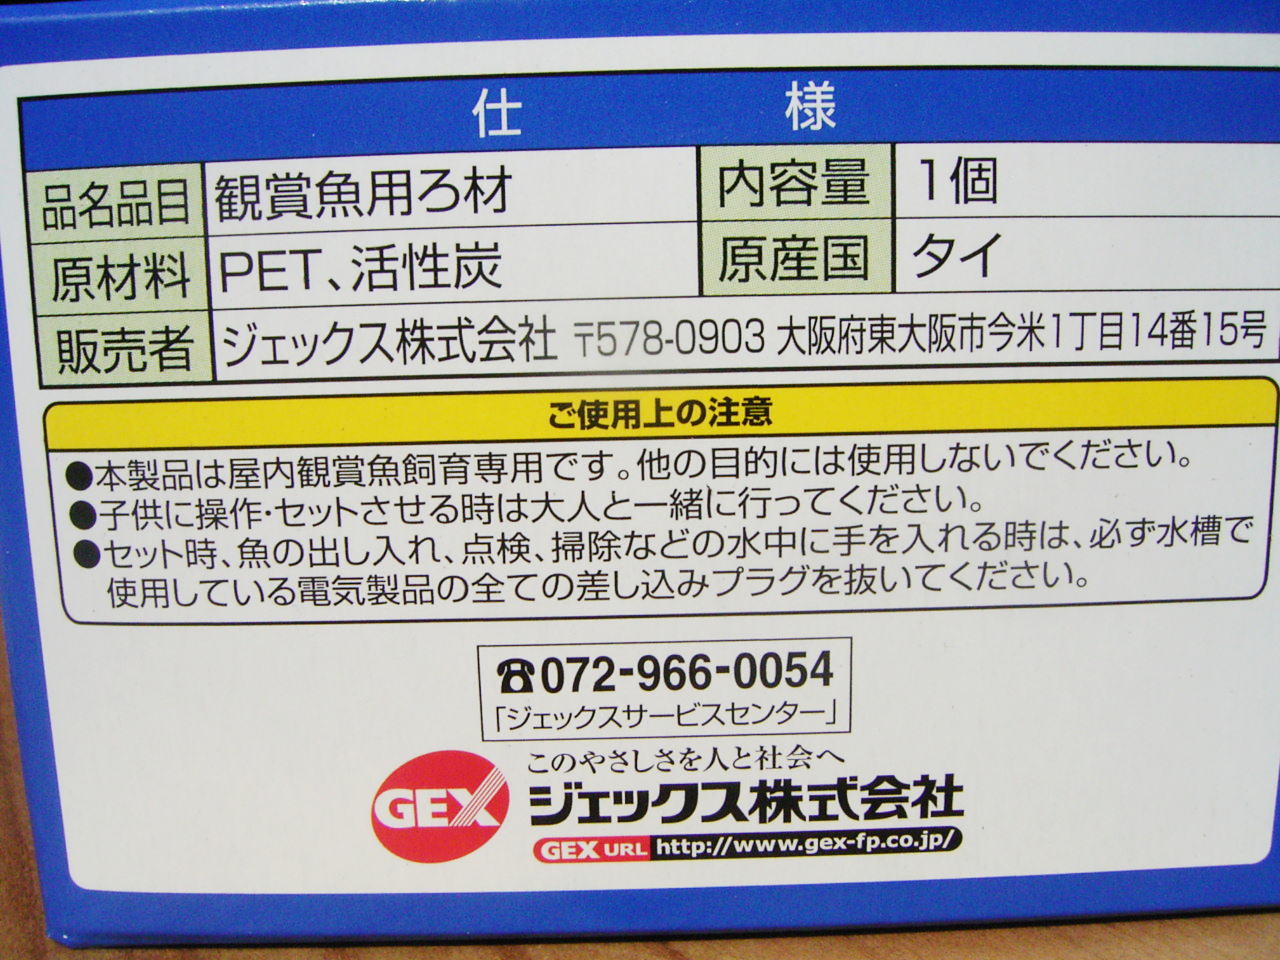 仕様
品名品目 観賞魚用ろ材 内容量 1個
原材料 PET、活性炭 原産国 タイ
販売者 ジェックス株式会社 〒578-0903 大阪府東大阪市今米1丁目14番15号
ご使用上の注意
●本製品は屋内観賞魚飼育専用です。他の目的には使用しないでください。
●子供に操作・セットさせる時は大人と一緒に行ってください。
●セット時、魚の出し入れ、点検、掃除などの水中に手を入れる時は、必ず水槽で
使用している電気製品の全ての差し込みプラグを抜いてください。
☎072-966-0054
「ジェックスサービスセンター」
このやさしさを人と社会へ
GEX ジェックス株式会社
GEX URL http://www.gex-fp.co.jp/